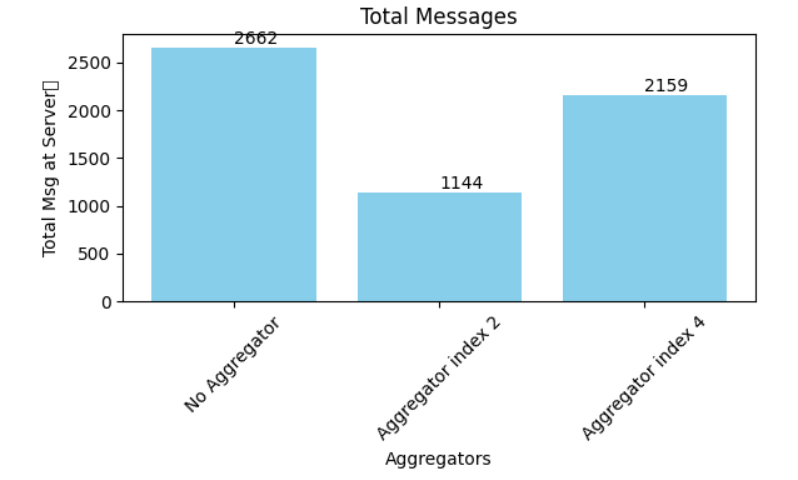 Total Messages
Total Msg at Server
2500
2000
1500
1000
500
0
2662
1144
2159
No Aggregator
Aggregator index 2
Aggregator index 4
Aggregators